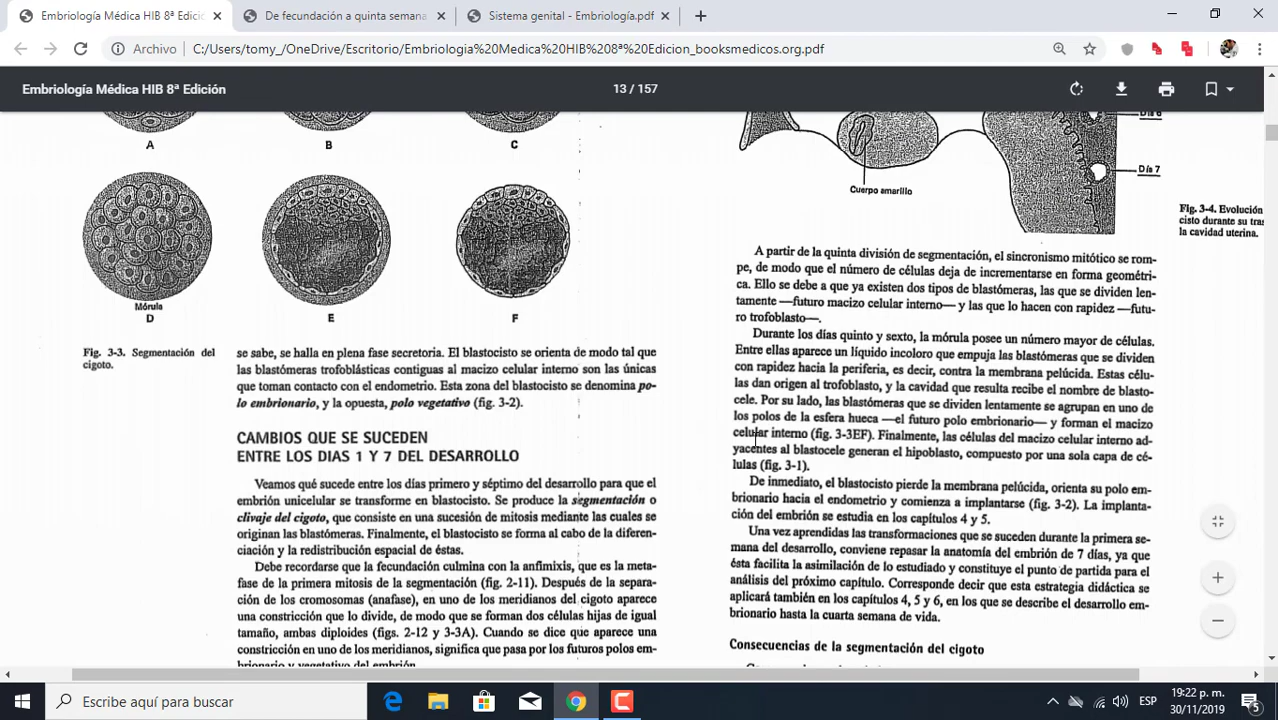 Embriología Médica HIB 8ª Edici
De fecundación a quinta semana
Sistema genital - Embriología.pdf
Archivo
C:/Users/tomy_/OneDrive/Escritorio/Embriologia%20Medica%20HIB%208ª%20Edicion_booksmedicos.org.pdf
Embriología Médica HIB 8ª Edición
13 / 157
A
B
C
Mórula
D
E
F
Fig. 3-3. Segmentación del
cigoto.
se sabe, se halla en plena fase secretoria. El blastocisto se orienta de modo tal que
las blastómeras trofoblásticas contiguas al macizo celular interno son las únicas
que toman contacto con el endometrio. Esta zona del blastocisto se denomina po-
lo embrionario, y la opuesta, polo vegetativo (fig. 3-2).
CAMBIOS QUE SE SUCEDEN
ENTRE LOS DIAS 1 Y 7 DEL DESARROLLO
Veamos qué sucede entre los días primero y séptimo del desarrollo para que el
embrión unicelular se transforme en blastocisto. Se produce la segmentación o
clivaje del cigoto, que consiste en una sucesión de mitosis mediante las cuales se
originan las blastómeras. Finalmente, el blastocisto se forma al cabo de la diferen-
ciación y la redistribución espacial de éstas.
Debe recordarse que la fecundación culmina con la anfimixis, que es la meta-
fase de la primera mitosis de la segmentación (fig. 2-11). Después de la separa-
ción de los cromosomas (anafase), en uno de los meridianos del cigoto aparece
una constricción que lo divide, de modo que se forman dos células hijas de igual
tamaño, ambas diploides (figs. 2-12 y 3-3A). Cuando se dice que aparece una
constricción en uno de los meridianos, significa que pasa por los futuros polos em-
brionario y vegetativo del embrión.
Día 6
Día 7
Cuerpo amarillo
Fig. 3-4. Evolución
cisto durante su tras
la cavidad uterina.
A partir de la quinta división de segmentación, el sincronismo mitótico se rom-
pe, de modo que el número de células deja de incrementarse en forma geométri-
ca. Ello se debe a que ya existen dos tipos de blastómeras, las que se dividen len-
tamente —futuro macizo celular interno— y las que lo hacen con rapidez —futu-
ro trofoblasto—.
Durante los días quinto y sexto, la mórula posee un número mayor de células.
Entre ellas aparece un líquido incoloro que empuja las blastómeras que se dividen
con rapidez hacia la periferia, es decir, contra la membrana pelúcida. Estas célu-
las dan origen al trofoblasto, y la cavidad que resulta recibe el nombre de blasto-
cele. Por su lado, las blastómeras que se dividen lentamente se agrupan en uno de
los polos de la esfera hueca —el futuro polo embrionario— y forman el macizo
celular interno (fig. 3-3EF). Finalmente, las células del macizo celular interno ad-
yacentes al blastocele generan el hipoblasto, compuesto por una sola capa de cé-
lulas (fig. 3-1).
De inmediato, el blastocisto pierde la membrana pelúcida, orienta su polo em-
brionario hacia el endometrio y comienza a implantarse (fig. 3-2). La implanta-
ción del embrión se estudia en los capítulos 4 y 5.
Una vez aprendidas las transformaciones que se suceden durante la primera se-
mana del desarrollo, conviene repasar la anatomía del embrión de 7 días, ya que
ésta facilita la asimilación de lo estudiado y constituye el punto de partida para el
análisis del próximo capítulo. Corresponde decir que esta estrategia didáctica se
aplicará también en los capítulos 4, 5 y 6, en los que se describe el desarrollo em-
brionario hasta la cuarta semana de vida.
Consecuencias de la segmentación del cigoto
Escribe aquí para buscar
ESP
19:22 p. m.
30/11/2019
5